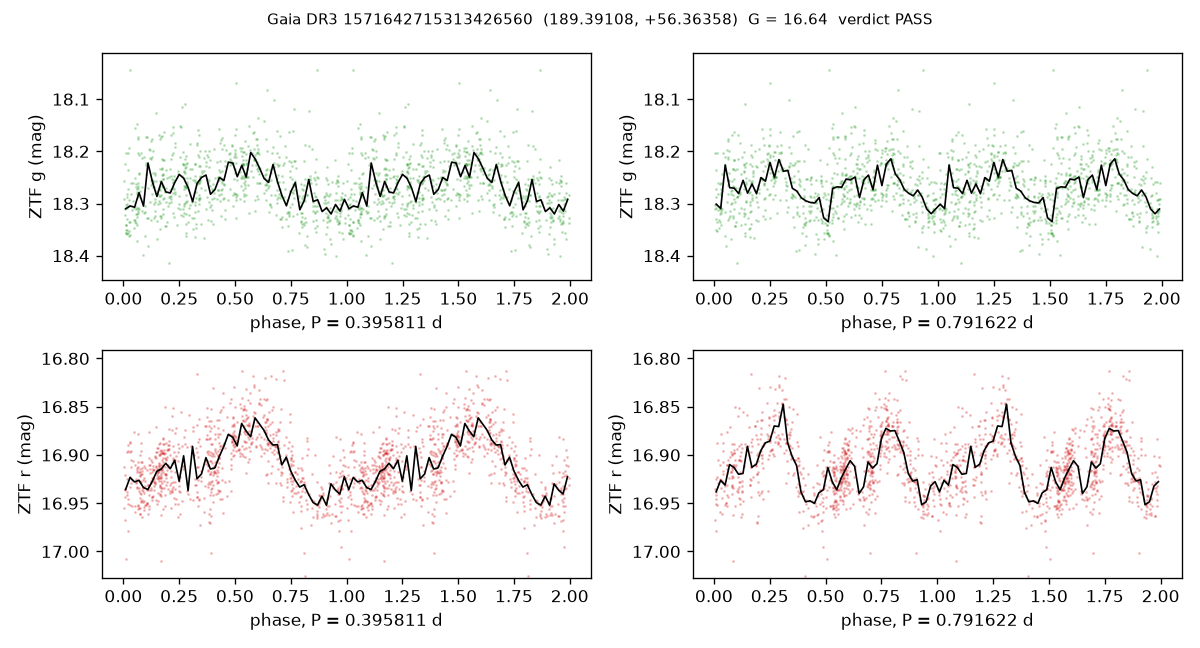 Gaia DR3 1571642715313426560 (189.39108, +56.36358) G = 16.64 verdict PASS
ZTF g (mag)
18.1
18.2
18.3
18.4
0.00 0.25 0.50 0.75 1.00 1.25 1.50 1.75 2.00
phase, P = 0.395811 d
ZTF g (mag)
18.1
18.2
18.3
18.4
0.00 0.25 0.50 0.75 1.00 1.25 1.50 1.75 2.00
phase, P = 0.791622 d
ZTF r (mag)
16.80
16.85
16.90
16.95
17.00
0.00 0.25 0.50 0.75 1.00 1.25 1.50 1.75 2.00
phase, P = 0.395811 d
ZTF r (mag)
16.80
16.85
16.90
16.95
17.00
0.00 0.25 0.50 0.75 1.00 1.25 1.50 1.75 2.00
phase, P = 0.791622 d